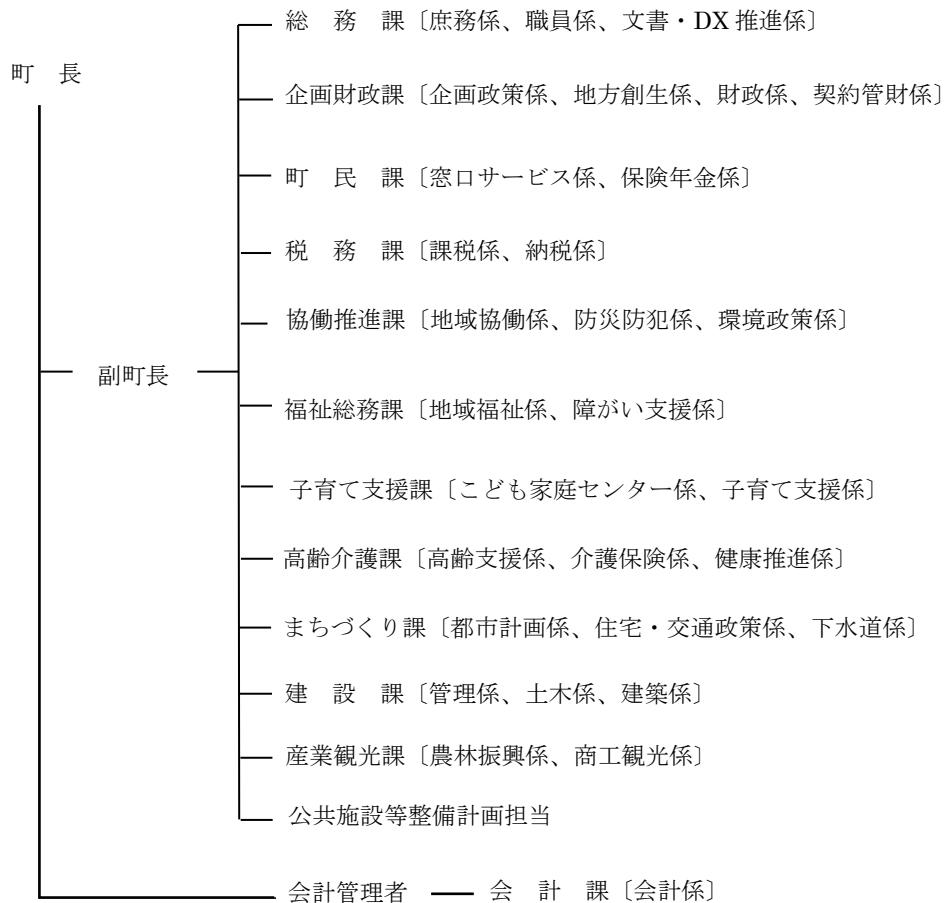 総　務　課〔庶務係、職員係、文書・DX 推進係〕
町　長
企画財政課〔企画政策係、地方創生係、財政係、契約管財係〕
町　民　課〔窓口サービス係、保険年金係〕
税　務　課〔課税係、納税係〕
協働推進課〔地域協働係、防災防犯係、環境政策係〕
副町長
福祉総務課〔地域福祉係、障がい支援係〕
子育て支援課〔こども家庭センター係、子育て支援係〕
高齢介護課〔高齢支援係、介護保険係、健康推進係〕
まちづくり課〔都市計画係、住宅・交通政策係、下水道係〕
建　設　課〔管理係、土木係、建築係〕
産業観光課〔農林振興係、商工観光係〕
公共施設等整備計画担当
会計管理者　会　計　課〔会計係〕